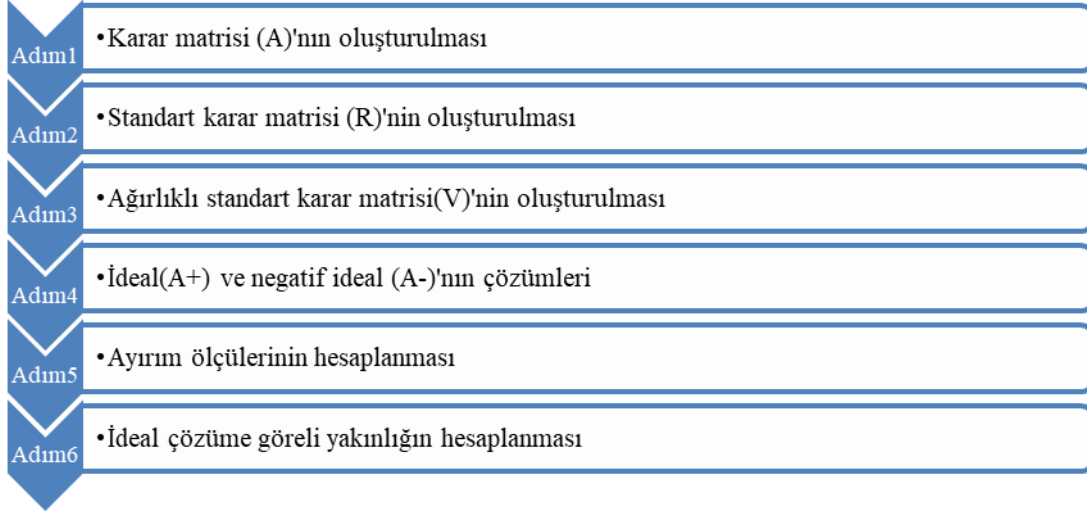 Adım1
•Karar matrisi (A)'nın oluşturulması
Adım2
•Standart karar matrisi (R)'nin oluşturulması
Adım3
•Ağırlıklı standart karar matrisi(V)'nin oluşturulması
Adım4
•İdeal(A+) ve negatif ideal (A-)'nın çözümleri
Adım5
•Ayırım ölçülerinin hesaplanması
Adım6
•İdeal çözüme göreli yakınlığın hesaplanması